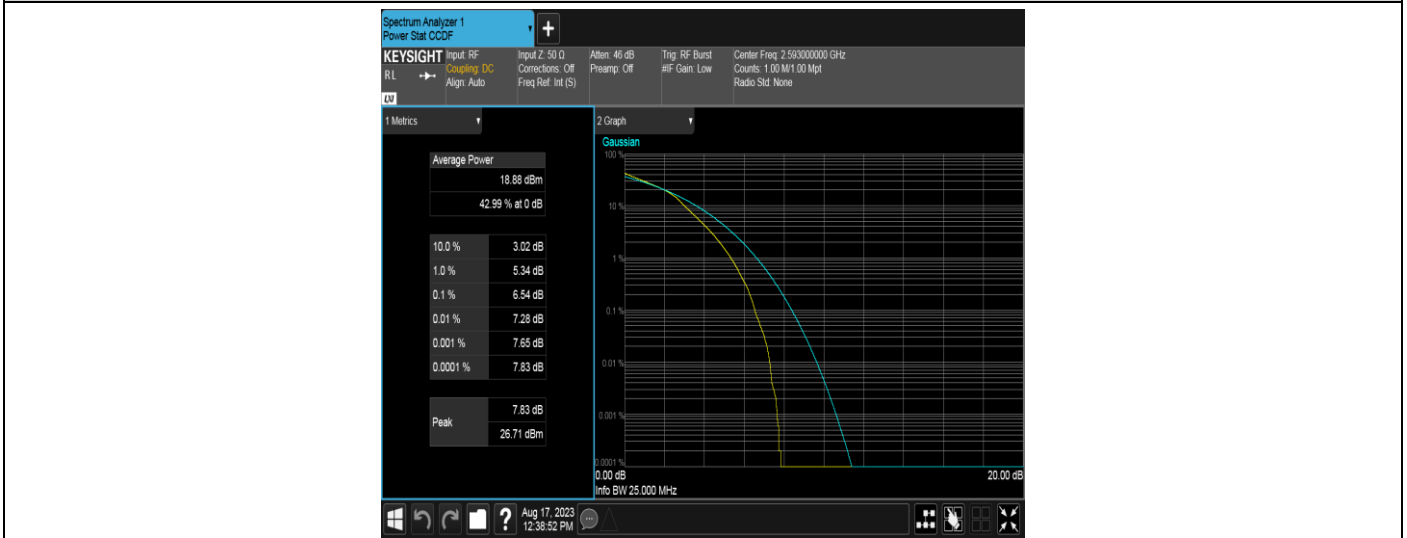 Spectrum Analyzer 1
Power Stat CCDF
+
KEYSIGHT Input: RF Input Z: 50 Ω Atten: 46 dB Trig: RF Burst Center Freq: 2.593000000 GHz
RL Coupling: DC Corrections: Off Preamp: Off #IF Gain: Low Counts: 1.00 M/1.00 Mpt
Align: Auto Freq Ref: Int (S) Radio Std: None
LXI
1 Metrics
Average Power
18.88 dBm
42.99 % at 0 dB
10.0 % 3.02 dB
1.0 % 5.34 dB
0.1 % 6.54 dB
0.01 % 7.28 dB
0.001 % 7.65 dB
0.0001 % 7.83 dB
Peak 7.83 dB
26.71 dBm
2 Graph
Gaussian
100 %
10 %
1 %
0.1 %
0.01 %
0.001 %
0.0001 %
0.00 dB 20.00 dB
Info BW 25.000 MHz
? Aug 17, 2023
12:38:52 PM